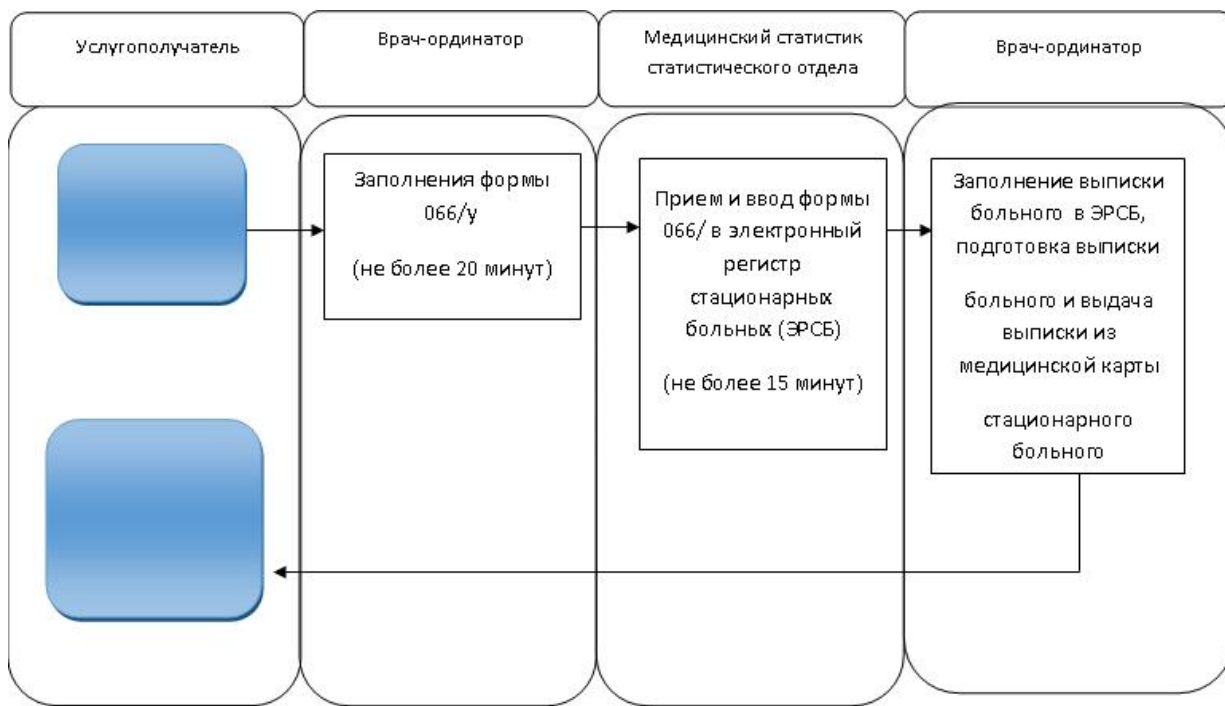 Услугополучатель
Врач-ординатор
Медицинский статистик
статистического отдела
Врач-ординатор
Заполнения формы
066/у
(не более 20 минут)
Прием и ввод формы
066/ в электронный
регистр
стационарных
больных (ЭРСБ)
(не более 15 минут)
Заполнение выписки
больного в ЭРСБ,
подготовка выписки
больного и выдача
выписки из
медицинской карты
стационарного
больного